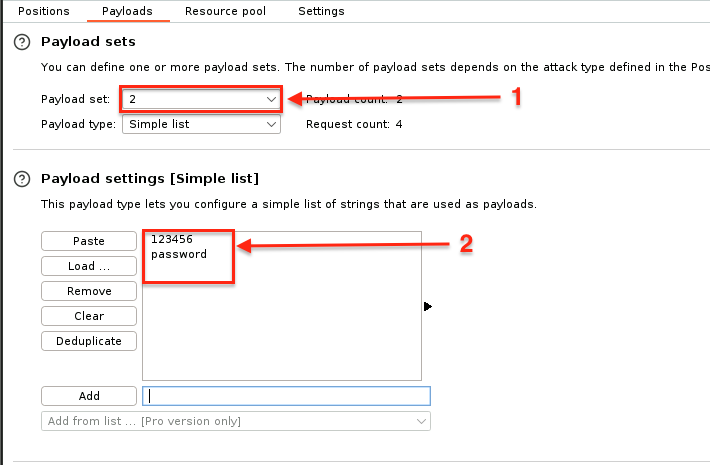 Positions Payloads Resource pool Settings
? Payload sets
You can define one or more payload sets. The number of payload sets depends on the attack type defined in the Pos
Payload set: 2 Payload count: 2 1
Payload type: Simple list Request count: 4
? Payload settings [Simple list]
This payload type lets you configure a simple list of strings that are used as payloads.
Paste 123456 2
password
Load ...
Remove
Clear
Deduplicate
Add
Add from list ... [Pro version only]